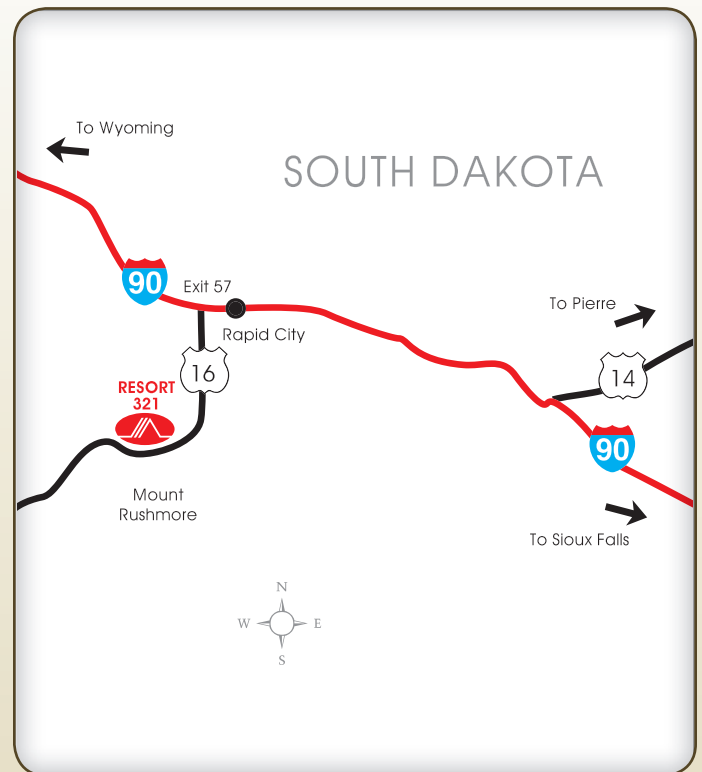 To Wyoming
SOUTH DAKOTA
90
Exit 57
To Pierre
Rapid City
16
14
RESORT
321
90
Mount
Rushmore
To Sioux Falls
N
W E
S